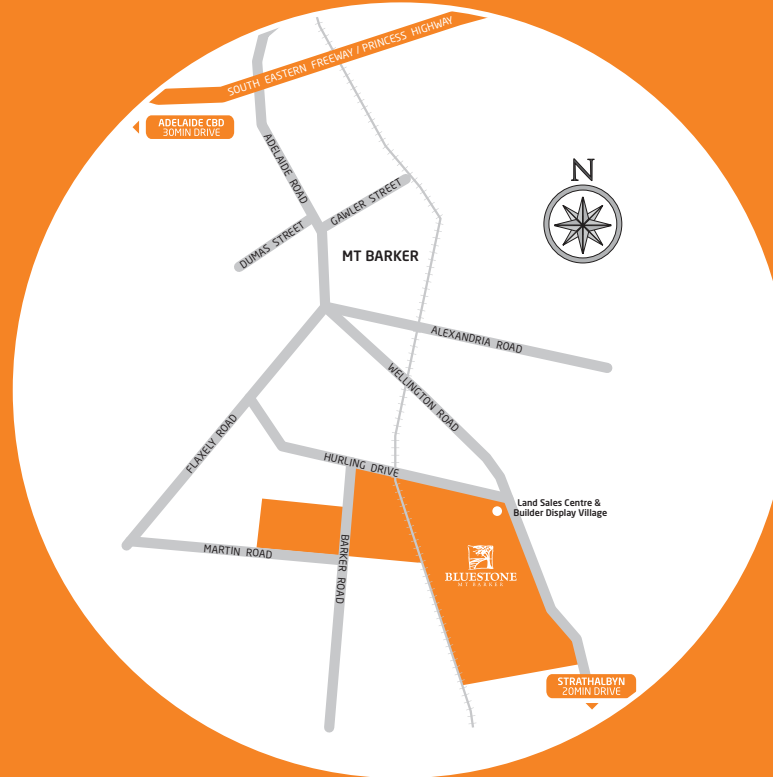 SOUTH EASTERN FREEWAY / PRINCESS HIGHWAY
ADELAIDE CBD
30MIN DRIVE
ADELAIDE ROAD
N
GAWLER STREET
DUMAS STREET
MT BARKER
ALEXANDRIA ROAD
WELLINGTON ROAD
FLAXELY ROAD
HURLING DRIVE
Land Sales Centre &
Builder Display Village
MARTIN ROAD
BARKER ROAD
BLUESTONE
MT BARKER
STRATHALBYN
20MIN DRIVE